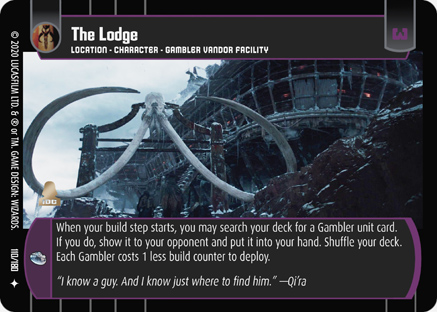 The Lodge
LOCATION - CHARACTER - GAMBLER VANDOR FACILITY
When your build step starts, you may search your deck for a Gambler unit card.
If you do, show it to your opponent and put it into your hand. Shuffle your deck.
Each Gambler costs 1 less build counter to deploy.
“I know a guy. And I know just where to find him.” —Qi’ra
© 2020 LUCASFILM LTD. & ® or TM. GAME DESIGN: WIZARDS.